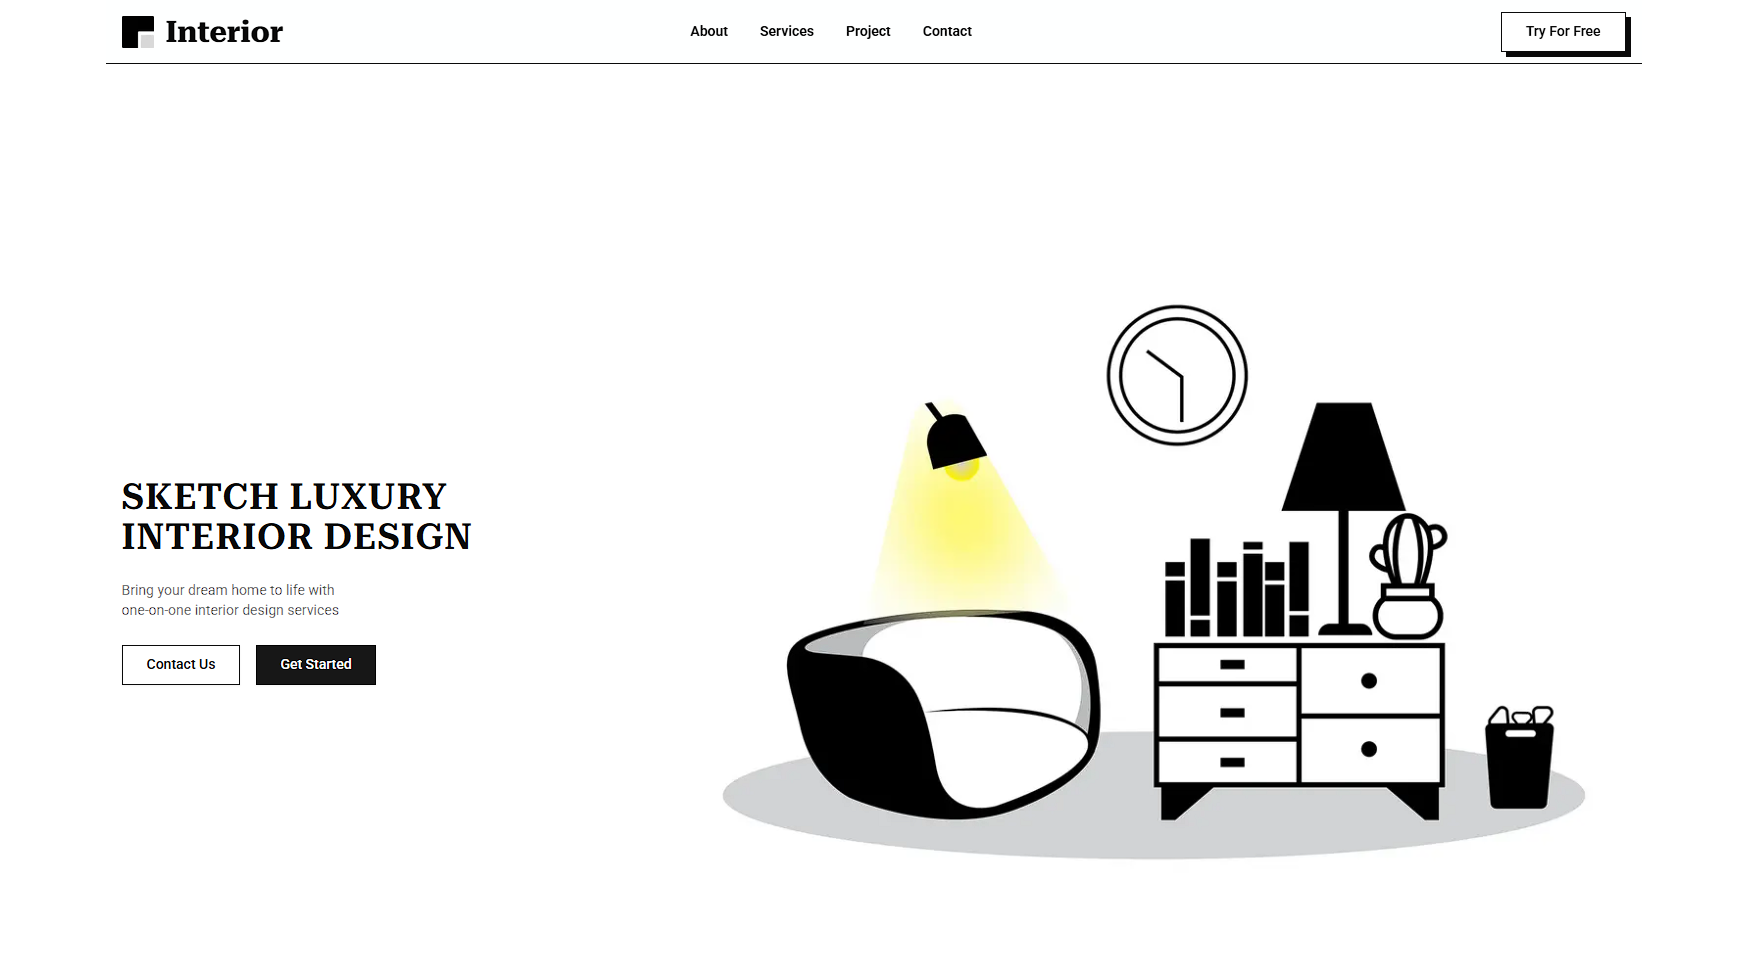 Interior
About Services Project Contact
Try For Free
SKETCH LUXURY
INTERIOR DESIGN
Bring your dream home to life with
one-on-one interior design services
Contact Us Get Started